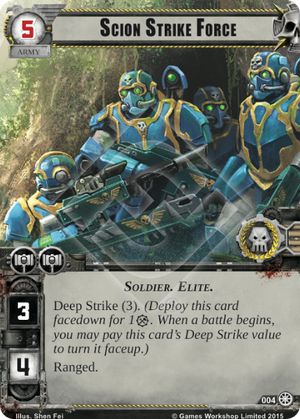 5
Scion Strike Force
ARMY
Soldier. Elite.
3
Deep Strike (3). (Deploy this card
facedown for 1. When a battle begins,
you may pay this card's Deep Strike value
to turn it faceup.)
4
Ranged.
004
Illus. Shen Fei
© Games Workshop Limited 2015